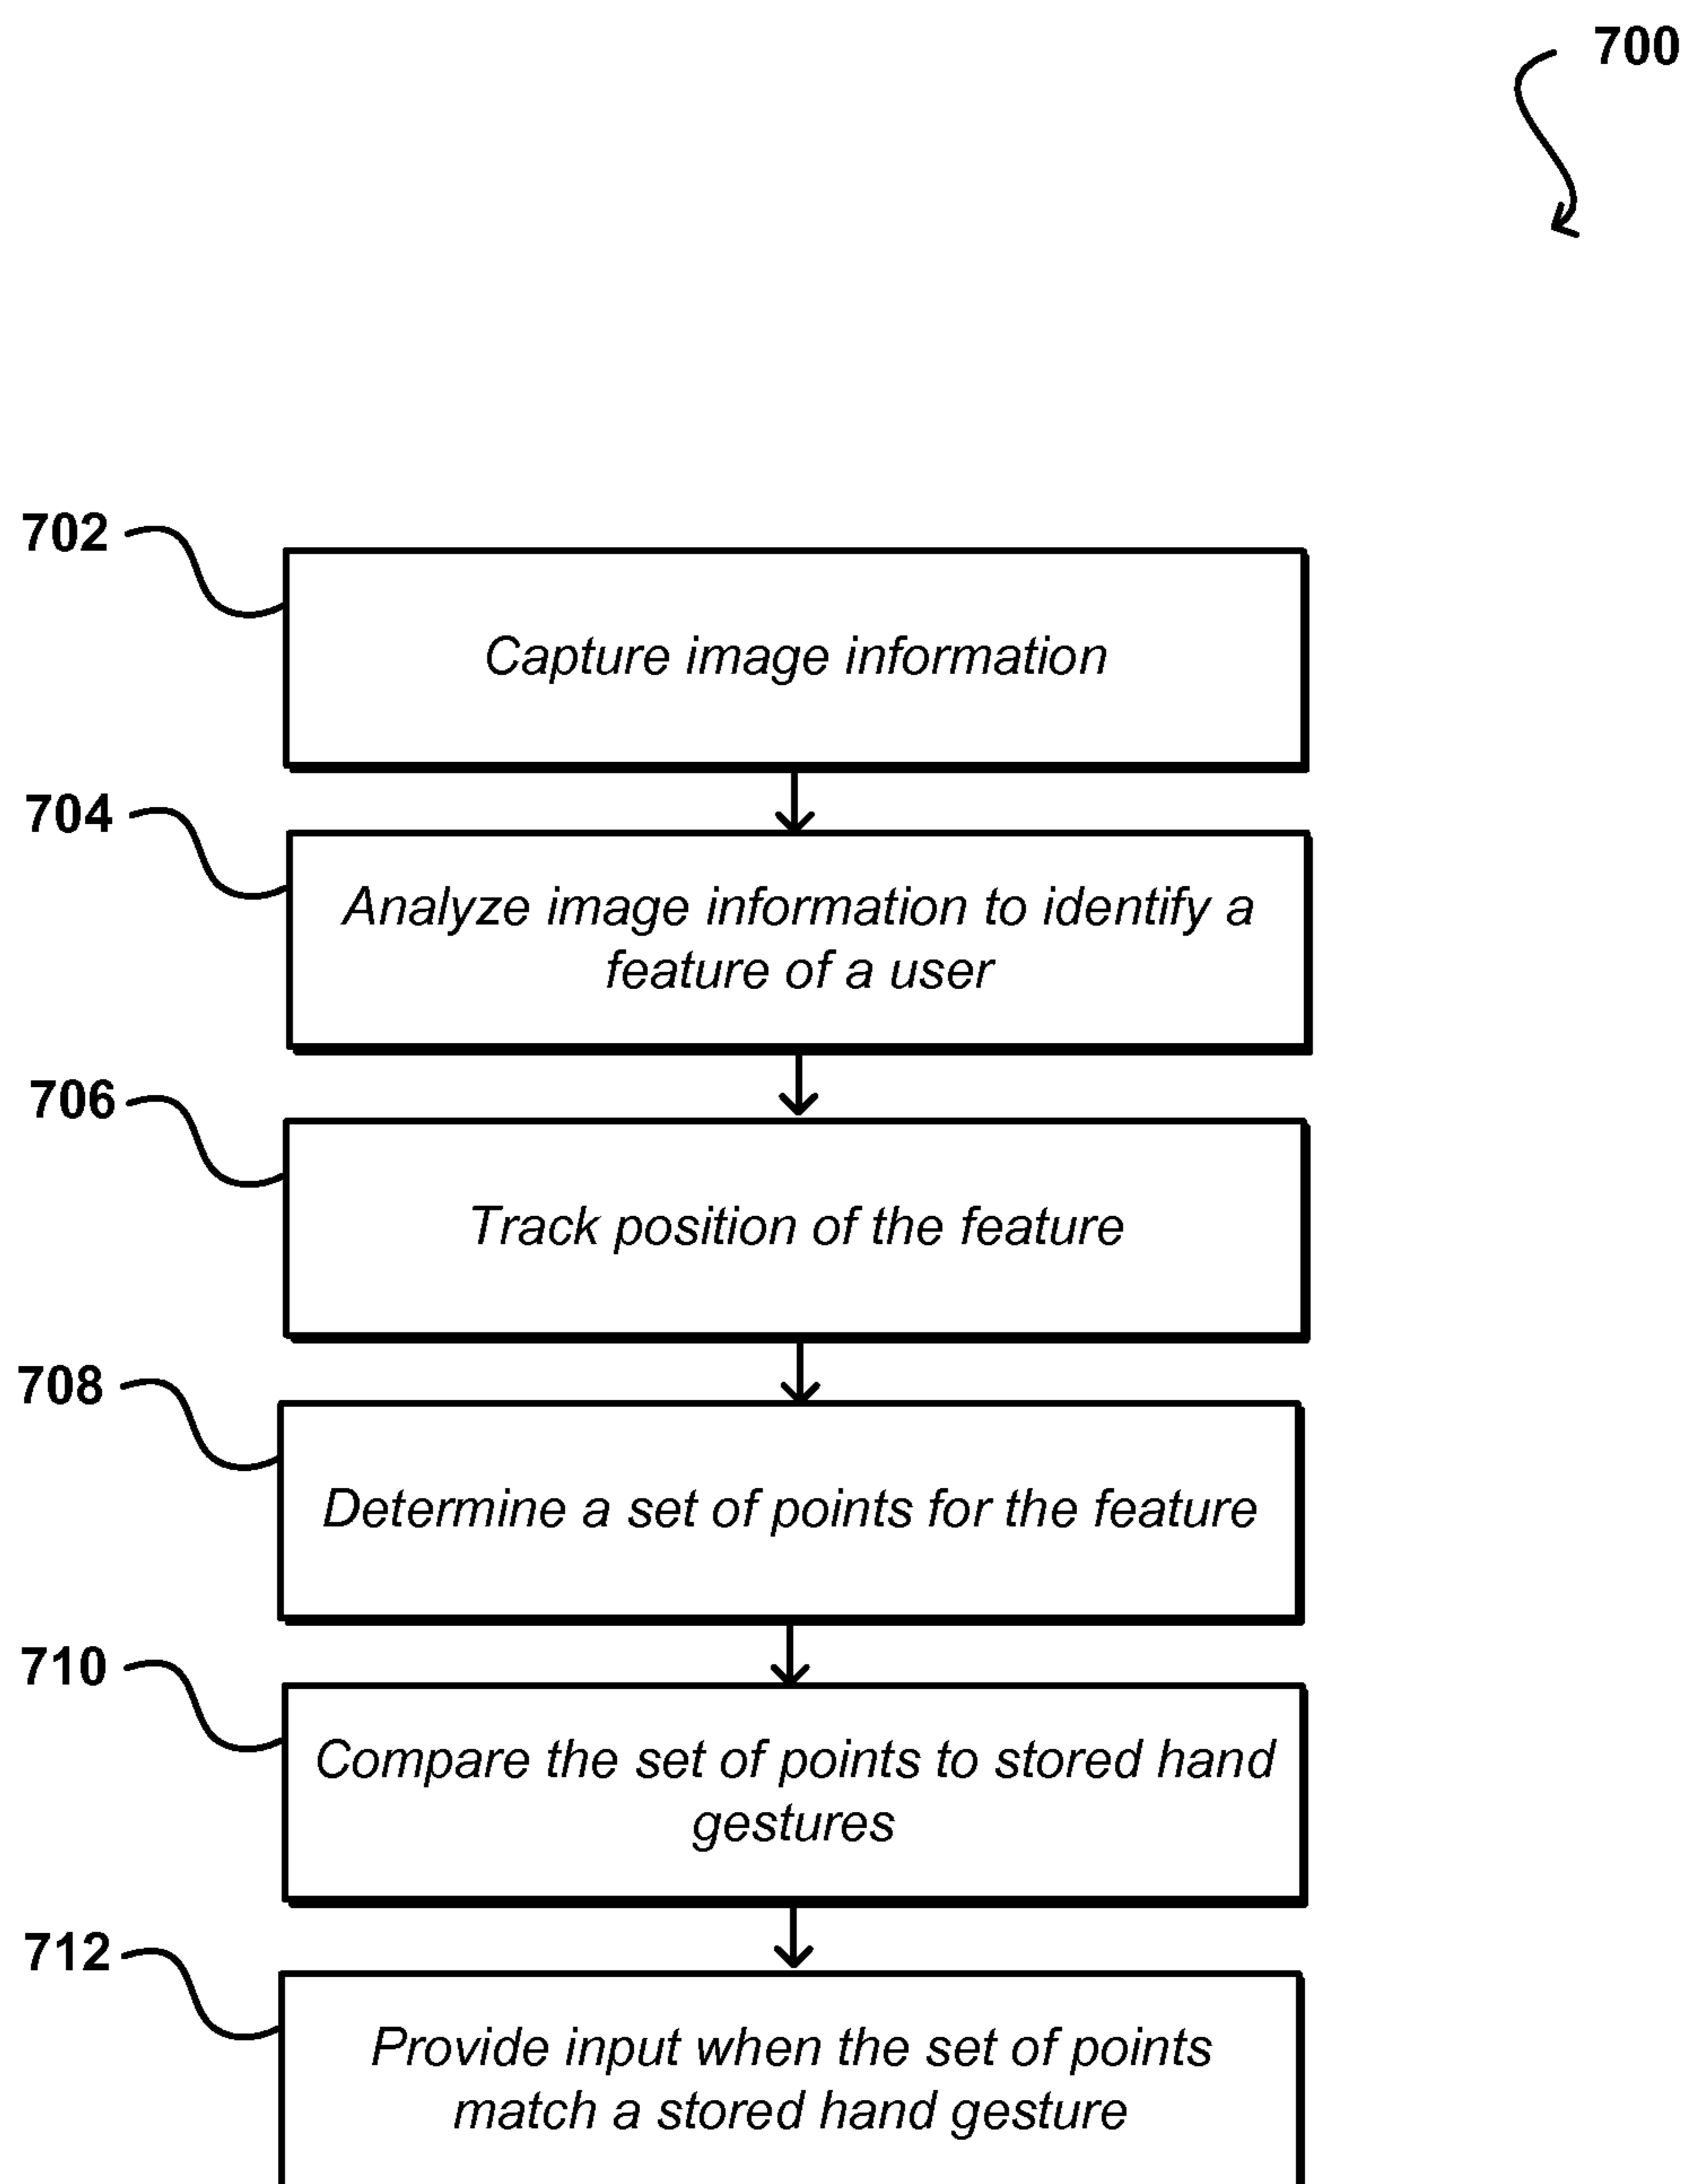 700
702
Capture image information
704
Analyze image information to identify a
feature of a user
706
Track position of the feature
708
Determine a set of points for the feature
710
Compare the set of points to stored hand
gestures
712
Provide input when the set of points
match a stored hand gesture